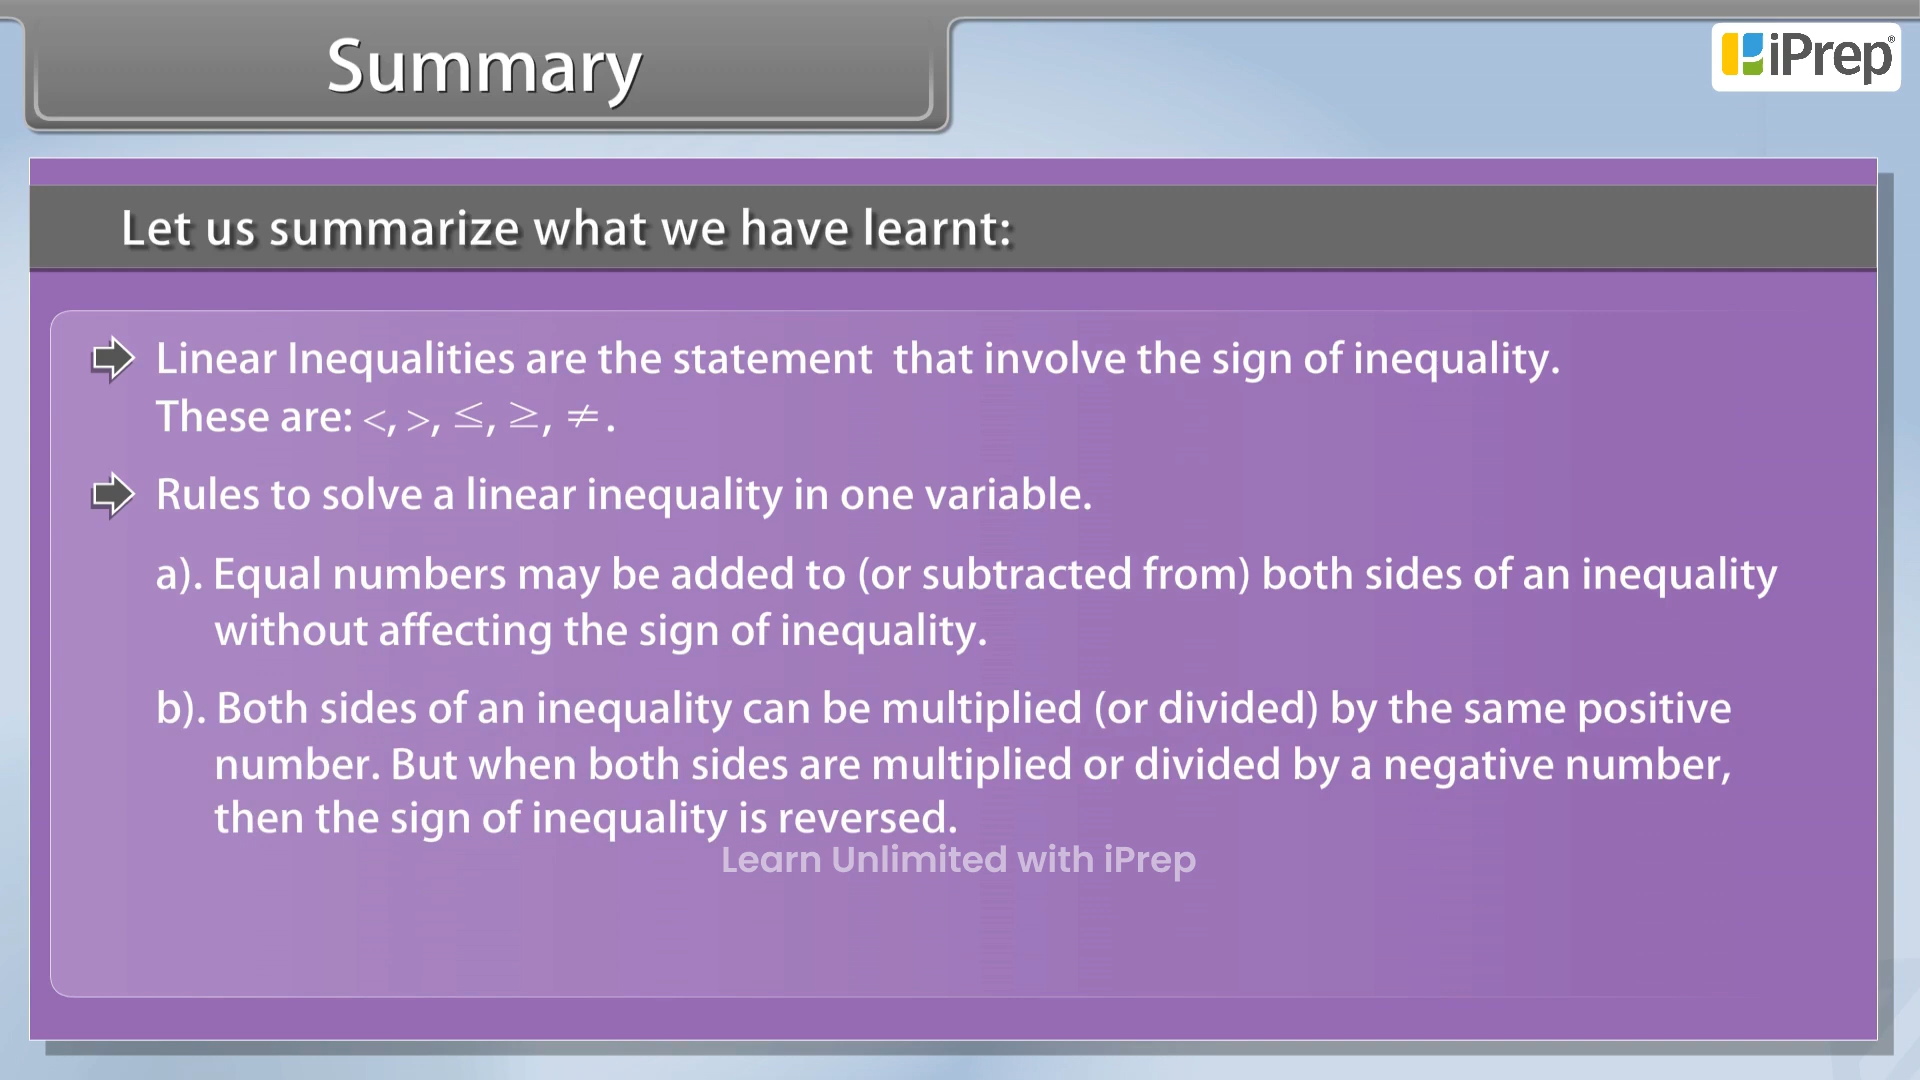 Summary
iPrep®
Let us summarize what we have learnt:
Linear Inequalities are the statement  that involve the sign of inequality.
These are: <, >, ≤, ≥, ≠ .
Rules to solve a linear inequality in one variable.
a). Equal numbers may be added to (or subtracted from) both sides of an inequality
without affecting the sign of inequality.
b). Both sides of an inequality can be multiplied (or divided) by the same positive
number. But when both sides are multiplied or divided by a negative number,
then the sign of inequality is reversed.
Learn Unlimited with iPrep